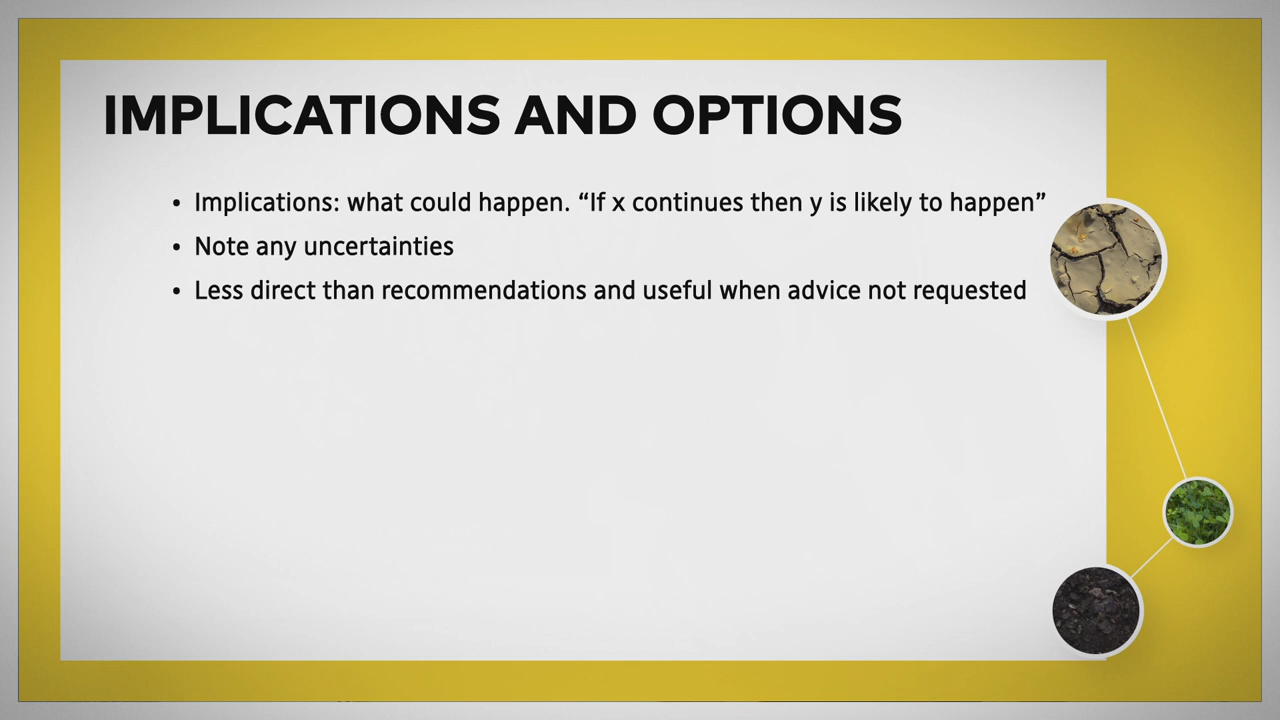 IMPLICATIONS AND OPTIONS
• Implications: what could happen. “If x continues then y is likely to happen”
• Note any uncertainties
• Less direct than recommendations and useful when advice not requested